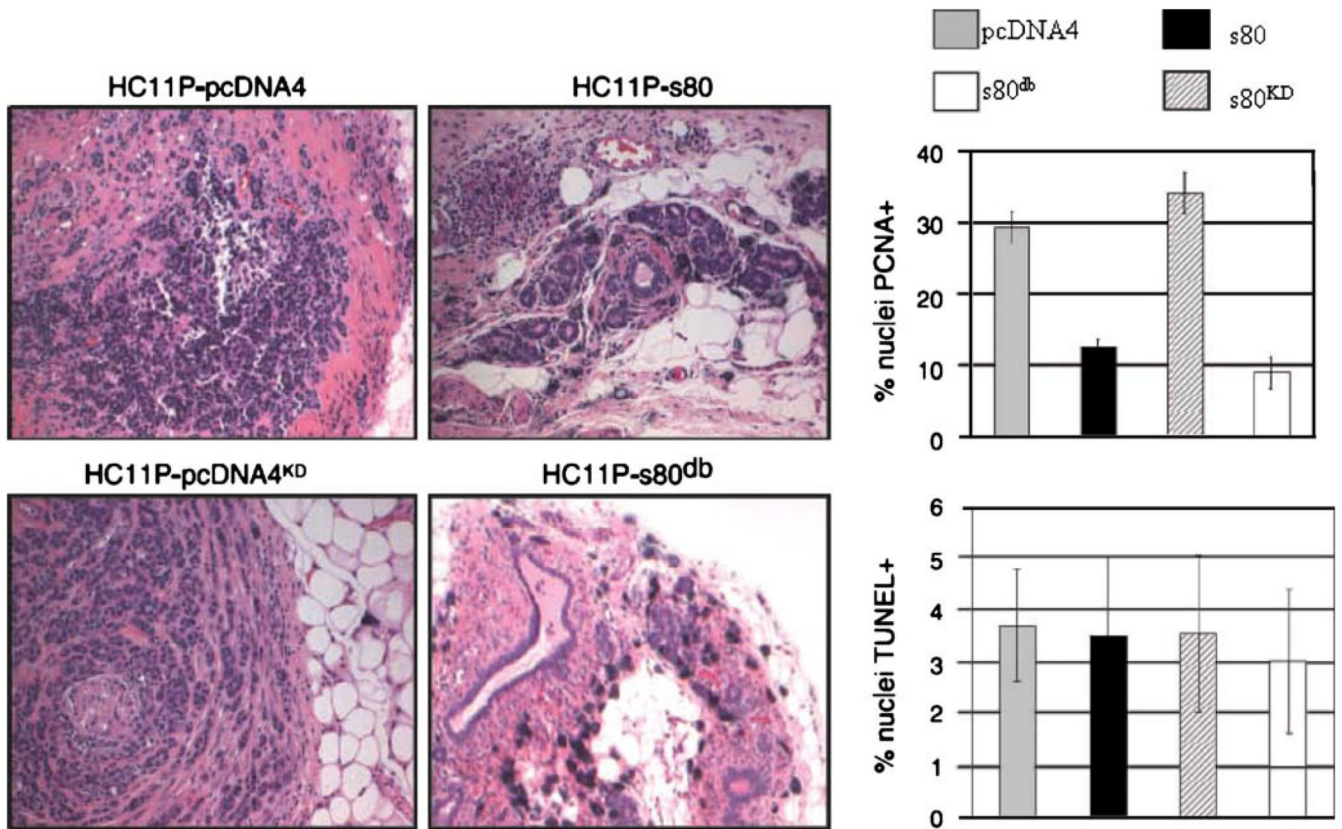 HC11P-pcDNA4
HC11P-s80
HC11P-pcDNA4ᴷᴰ
HC11P-s80ᵈᵇ
pcDNA4
s80
s80ᵈᵇ
s80ᴷᴰ
% nuclei PCNA+
40
30
20
10
0
% nuclei TUNEL+
6
5
4
3
2
1
0